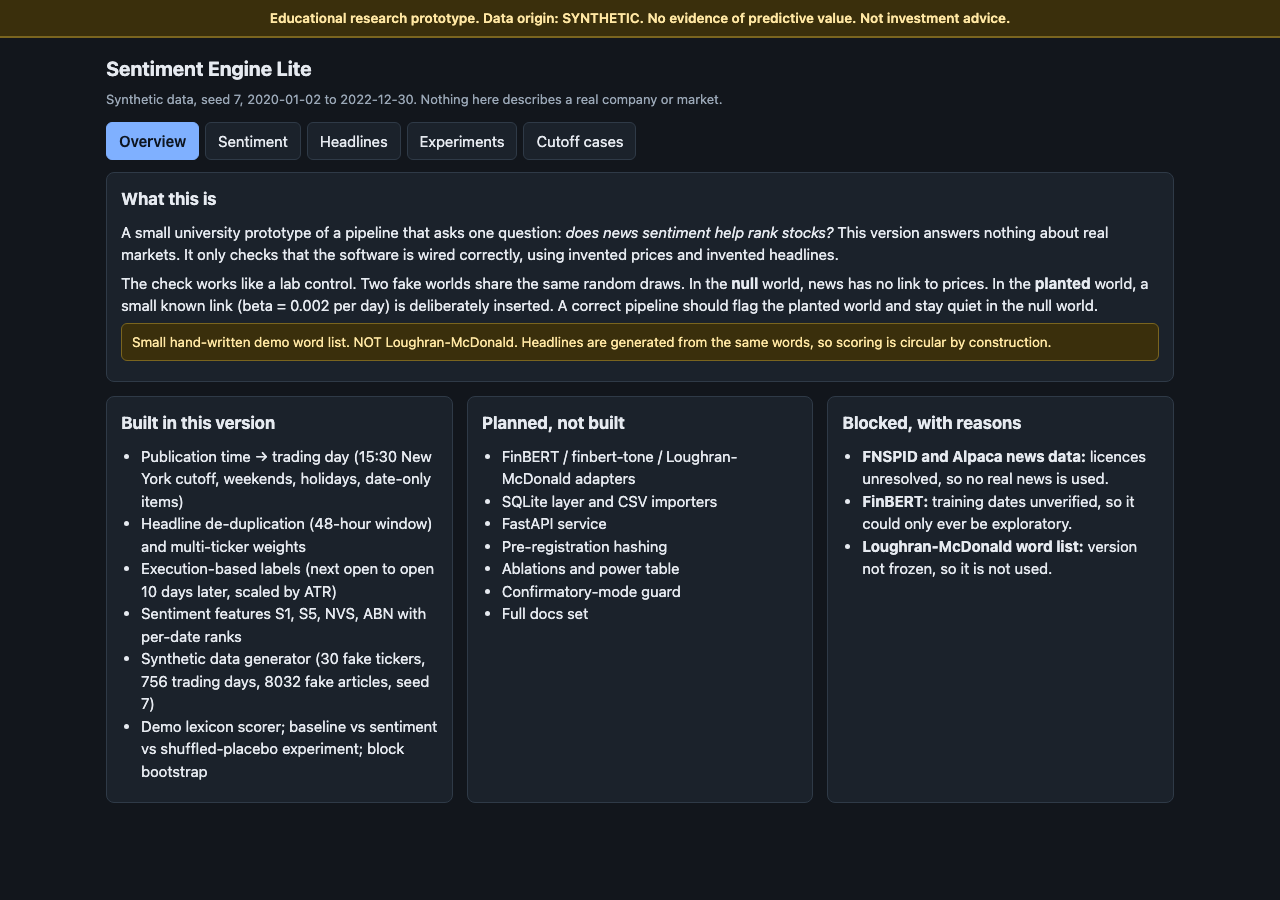 Educational research prototype. Data origin: SYNTHETIC. No evidence of predictive value. Not investment advice.
Sentiment Engine Lite
Synthetic data, seed 7, 2020-01-02 to 2022-12-30. Nothing here describes a real company or market.
Overview
Sentiment
Headlines
Experiments
Cutoff cases
What this is
A small university prototype of a pipeline that asks one question: does news sentiment help rank stocks? This version answers nothing about real
markets. It only checks that the software is wired correctly, using invented prices and invented headlines.
The check works like a lab control. Two fake worlds share the same random draws. In the null world, news has no link to prices. In the planted world, a
small known link (beta = 0.002 per day) is deliberately inserted. A correct pipeline should flag the planted world and stay quiet in the null world.
Small hand-written demo word list. NOT Loughran-McDonald. Headlines are generated from the same words, so scoring is circular by construction.
Built in this version
• Publication time → trading day (15:30 New
York cutoff, weekends, holidays, date-only
items)
• Headline de-duplication (48-hour window)
and multi-ticker weights
• Execution-based labels (next open to open
10 days later, scaled by ATR)
• Sentiment features S1, S5, NVS, ABN with
per-date ranks
• Synthetic data generator (30 fake tickers,
756 trading days, 8032 fake articles, seed
7)
• Demo lexicon scorer; baseline vs sentiment
vs shuffled-placebo experiment; block
bootstrap
Planned, not built
• FinBERT / finbert-tone / Loughran-
McDonald adapters
• SQLite layer and CSV importers
• FastAPI service
• Pre-registration hashing
• Ablations and power table
• Confirmatory-mode guard
• Full docs set
Blocked, with reasons
• FNSPID and Alpaca news data: licences
unresolved, so no real news is used.
• FinBERT: training dates unverified, so it
could only ever be exploratory.
• Loughran-McDonald word list: version
not frozen, so it is not used.